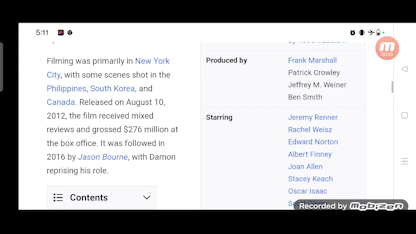 5:11
Filming was primarily in New York
City, with some scenes shot in the
Philippines, South Korea, and
Canada. Released on August 10,
2012, the film received mixed
reviews and grossed $276 million at
the box office. It was followed in
2016 by Jason Bourne, with Damon
reprising his role.
Contents
Produced by
Frank Marshall
Patrick Crowley
Jeffrey M. Weiner
Ben Smith
Starring
Jeremy Renner
Rachel Weisz
Edward Norton
Albert Finney
Joan Allen
Stacey Keach
Oscar Isaac
Recorded by Mobizen